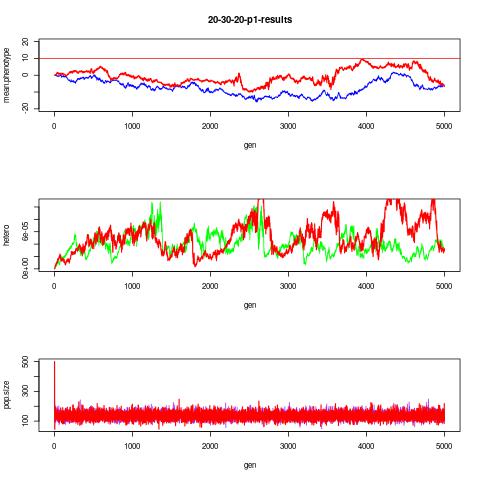 20-30-20-p1-results
mean.phenotype
20
10
0
-20
0 1000 2000 3000 4000 5000
gen
hetero
6e-05
0e+00
0 1000 2000 3000 4000 5000
gen
pop.size
500
300
100
0 1000 2000 3000 4000 5000
gen